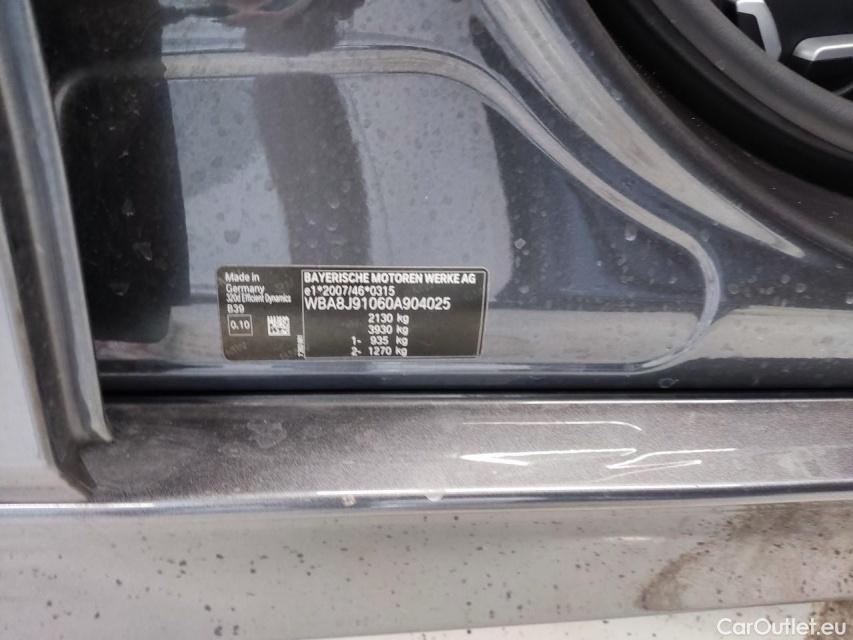 Made in
Germany
320d Efficient Dynamics
B39
0.10
BAYERISCHE MOTOREN WERKE AG
e1*2007/46*0315
WBA8J91060A904025
2130 kg
3930 kg
1- 935 kg
2- 1270 kg
CarOutlet.eu